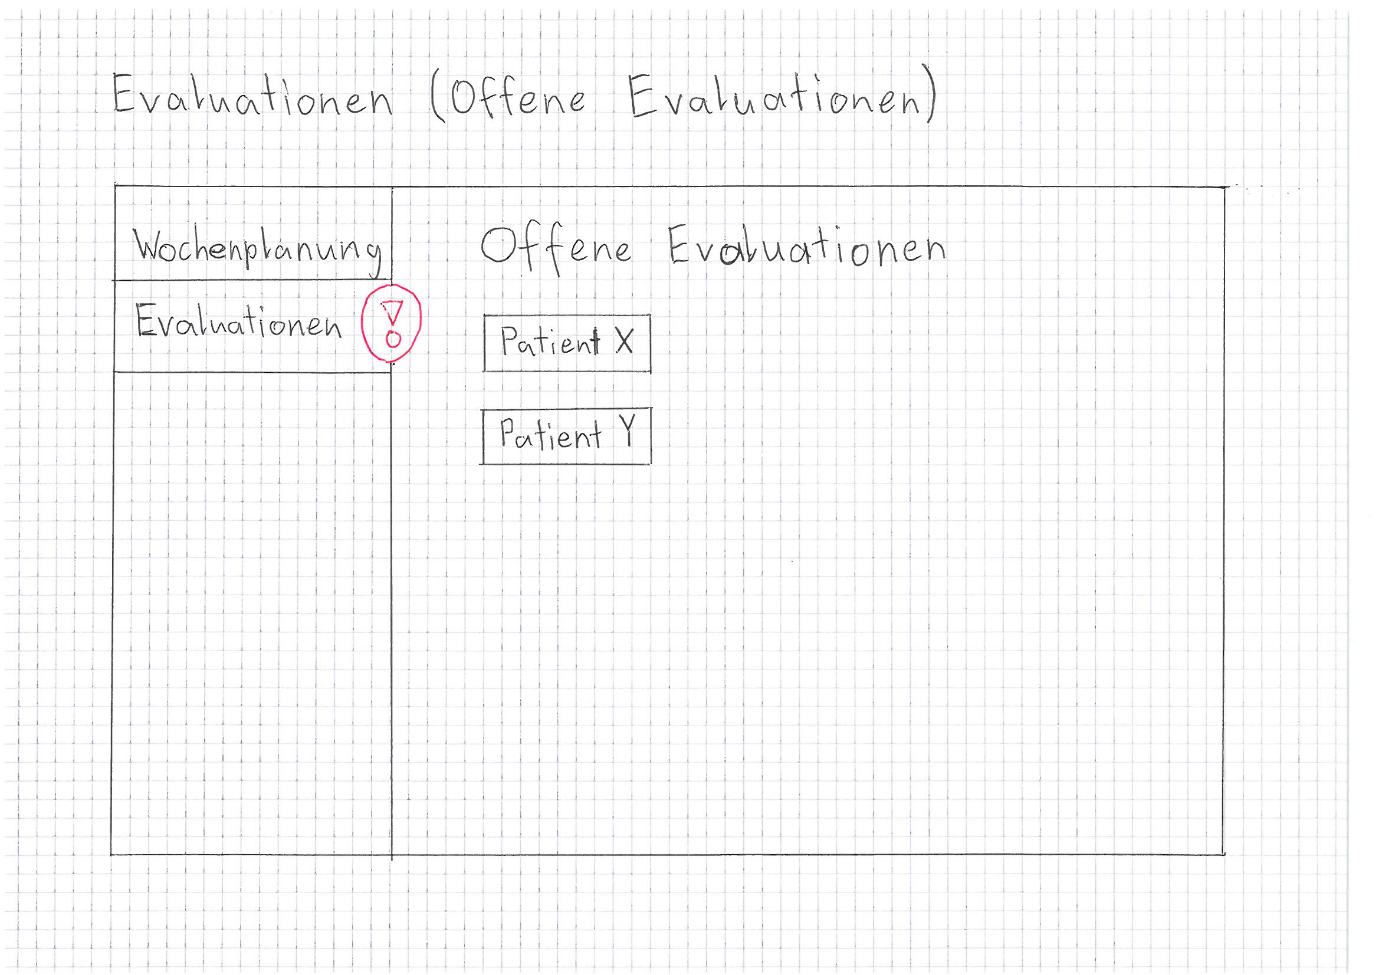 Evaluationen (Offene Evaluationen)
Wochenplanung
Evaluationen !
Offene Evaluationen
Patient X
Patient Y